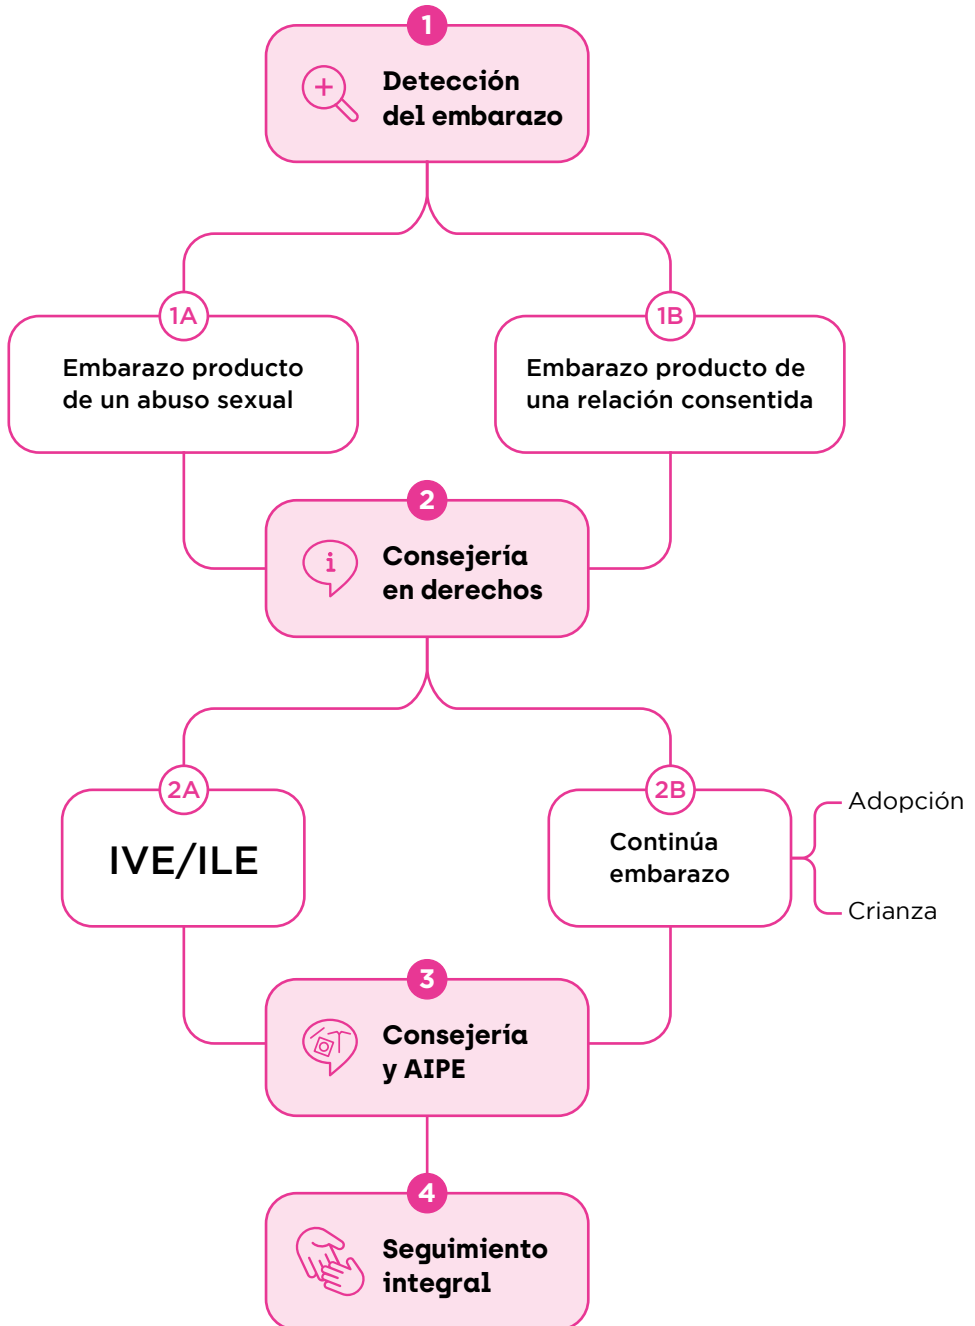 1
Detección
del embarazo
1A
Embarazo producto
de un abuso sexual
1B
Embarazo producto de
una relación consentida
2
i
Consejería
en derechos
2A
IVE/ILE
2B
Continúa
embarazo
Adopción
Crianza
3
Consejería
y AIPE
4
Seguimiento
integral